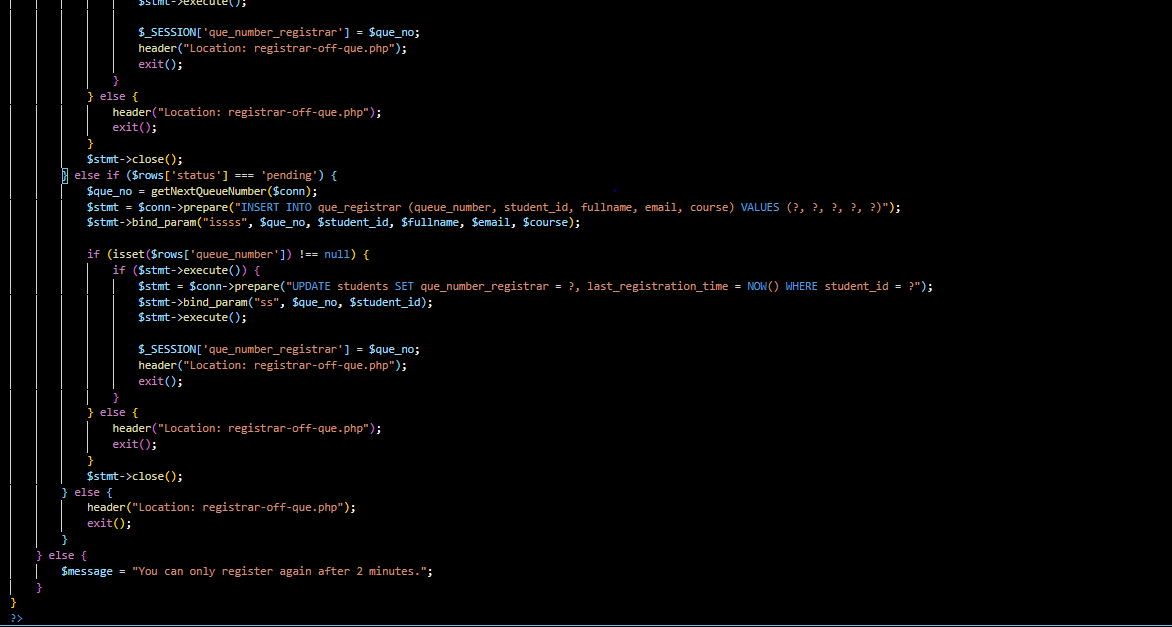 $stmt->execute();
$_SESSION['que_number_registrar'] = $que_no;
header("Location: registrar-off-que.php");
exit();
}
} else {
header("Location: registrar-off-que.php");
exit();
}
$stmt->close();
} else if ($rows['status'] === 'pending') {
$que_no = getNextQueueNumber($conn);
$stmt = $conn->prepare("INSERT INTO que_registrar (queue_number, student_id, fullname, email, course) VALUES (?, ?, ?, ?, ?)");
$stmt->bind_param("issss", $que_no, $student_id, $fullname, $email, $course);
if (isset($rows['queue_number']) !== null) {
if ($stmt->execute()) {
$stmt = $conn->prepare("UPDATE students SET que_number_registrar = ?, last_registration_time = NOW() WHERE student_id = ?");
$stmt->bind_param("ss", $que_no, $student_id);
$stmt->execute();
$_SESSION['que_number_registrar'] = $que_no;
header("Location: registrar-off-que.php");
exit();
}
} else {
header("Location: registrar-off-que.php");
exit();
}
$stmt->close();
} else {
header("Location: registrar-off-que.php");
exit();
}
} else {
$message = "You can only register again after 2 minutes.";
}
}
?>